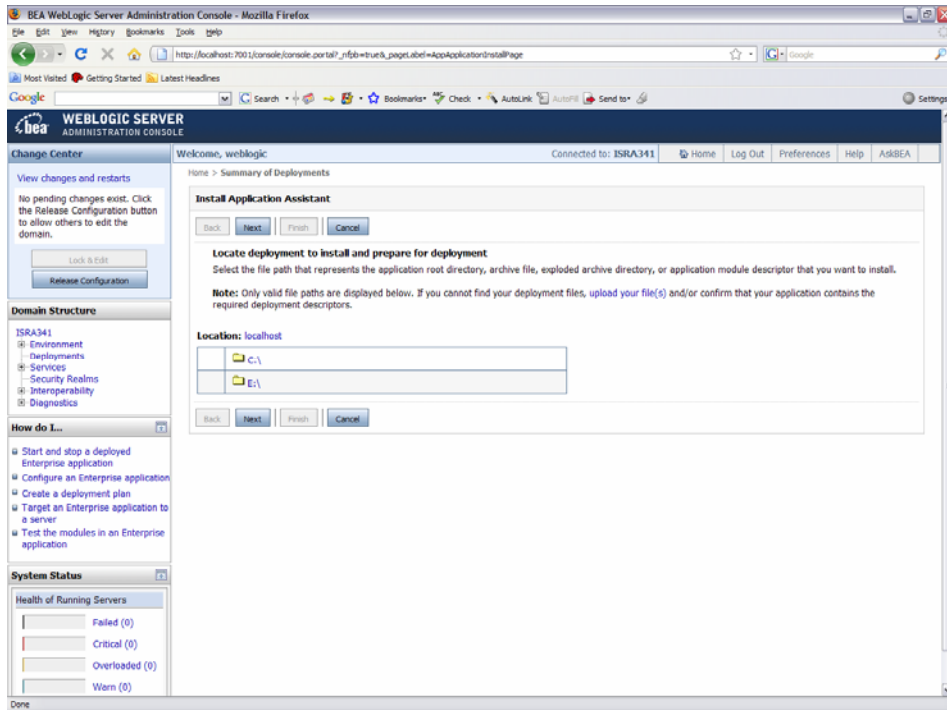 BEA WebLogic Server Administration Console - Mozilla Firefox
File Edit View History Bookmarks Tools Help
http://localhost:7001/console/console.portal?_nfpb=true&_pageLabel=AppApplicationInstallPage
Google
Most Visited Getting Started Latest Headlines
Google Search Bookmarks Check AutoLink AutoFill Send to Settings
bea WEBLOGIC SERVER
ADMINISTRATION CONSOLE
Change Center
View changes and restarts
No pending changes exist. Click
the Release Configuration button
to allow others to edit the
domain.
Lock & Edit
Release Configuration
Domain Structure
ISRA341
Environment
Deployments
Services
Security Realms
Interoperability
Diagnostics
How do I...
Start and stop a deployed
Enterprise application
Configure an Enterprise application
Create a deployment plan
Target an Enterprise application to
a server
Test the modules in an Enterprise
application
System Status
Health of Running Servers
Failed (0)
Critical (0)
Overloaded (0)
Warn (0)
Welcome, weblogic Connected to: ISRA341 Home Log Out Preferences Help AskBEA
Home > Summary of Deployments
Install Application Assistant
Back Next Finish Cancel
Locate deployment to install and prepare for deployment
Select the file path that represents the application root directory, archive file, exploded archive directory, or application module descriptor that you want to install.
Note: Only valid file paths are displayed below. If you cannot find your deployment files, upload your file(s) and/or confirm that your application contains the
required deployment descriptors.
Location: localhost
C:\
E:\
Back Next Finish Cancel
Done